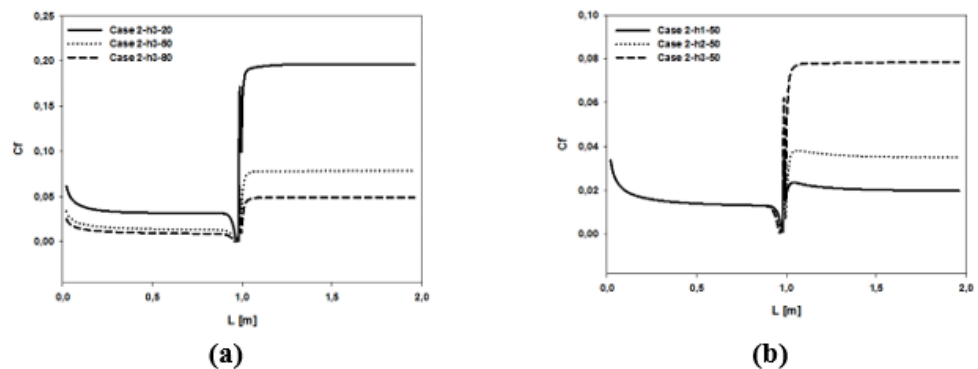 0,25
0,20
0,15
0,10
0,05
0,00
Cf
Case 2-h3-20
Case 2-h3-50
Case 2-h3-80
0,0 0,5 1,0 1,5 2,0
L [m]
(a)
0,10
0,08
0,06
0,04
0,02
0,00
Cf
Case 2-h1-50
Case 2-h2-50
Case 2-h3-50
0,0 0,5 1,0 1,5 2,0
L [m]
(b)